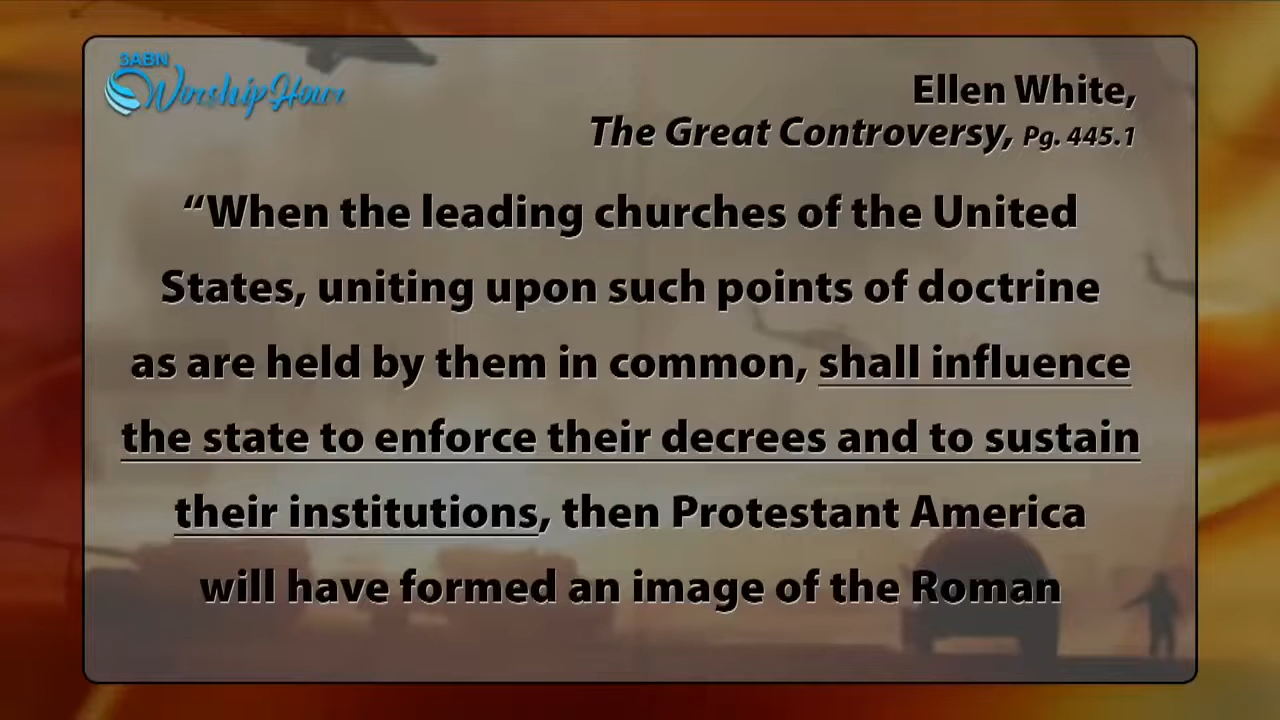 SABN
Worship Hour
Ellen White,
The Great Controversy, Pg. 445.1
“When the leading churches of the United
States, uniting upon such points of doctrine
as are held by them in common, shall influence
the state to enforce their decrees and to sustain
their institutions, then Protestant America
will have formed an image of the Roman